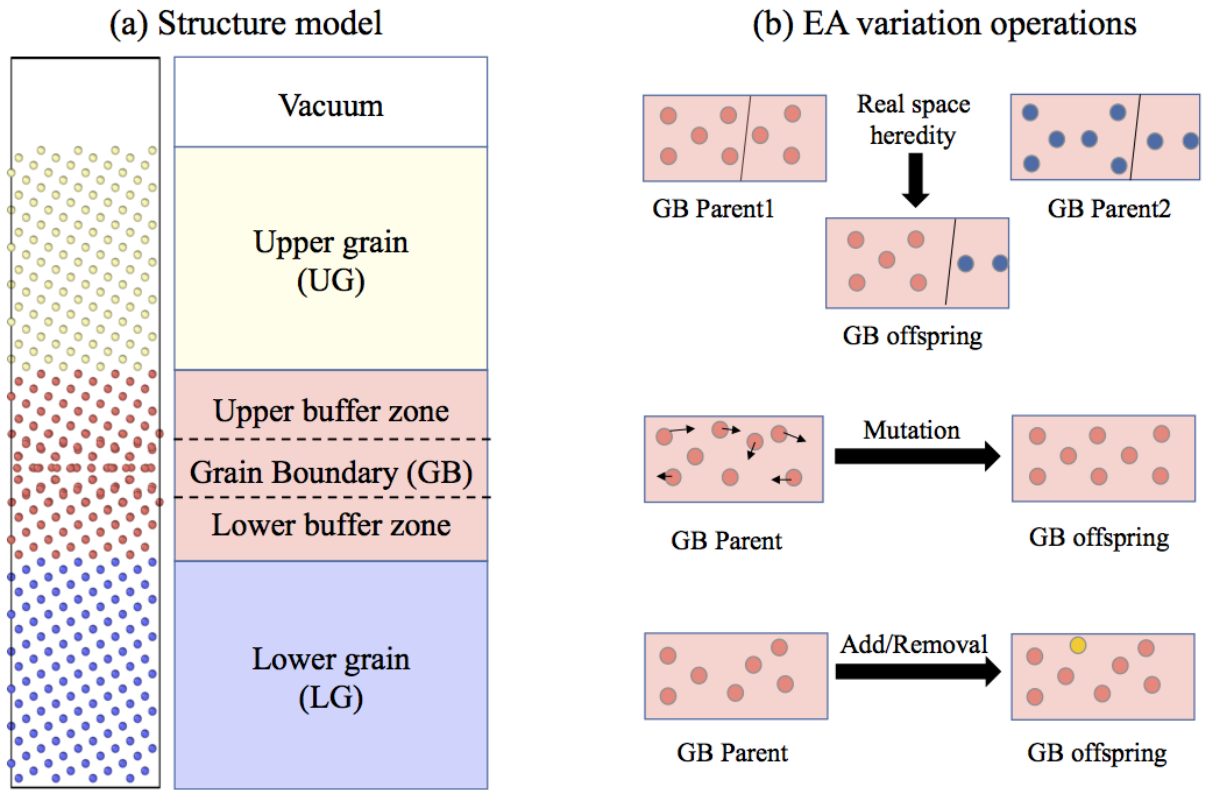 (a) Structure model
Vacuum
Upper grain
(UG)
Upper buffer zone
Grain Boundary (GB)
Lower buffer zone
Lower grain
(LG)
(b) EA variation operations
Real space
heredity
GB Parent1
GB Parent2
GB offspring
Mutation
GB Parent
GB offspring
Add/Removal
GB Parent
GB offspring